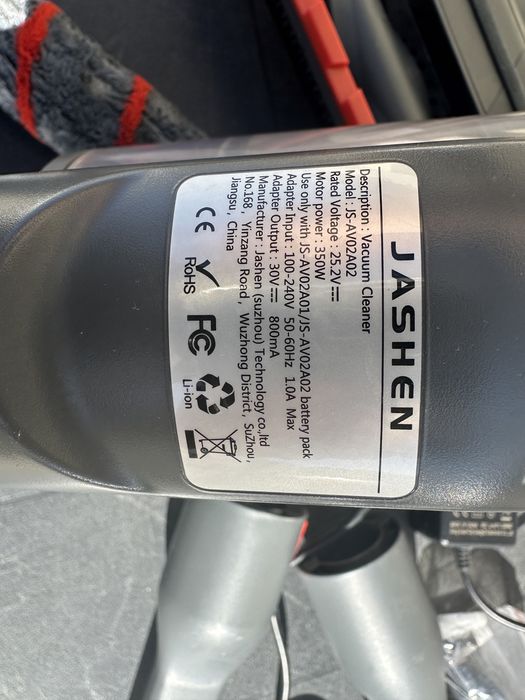 JASHEN
Description : Vacuum Cleaner
Model : JS-AV02A02
Rated Voltage : 25.2V⎓
Motor power : 350W
Use only with JS-AV02A01/JS-AV02A02 battery pack
Adapter Input : 100-240V 50-60Hz 1.0A Max
Adapter Output : 30V⎓ 800mA
Manufacturer : Jashen (suzhou) Technology co.,ltd
No.168, Yinzang Road, Wuzhong District, SuZhou,
Jiangsu, China
CE RoHS FC Li-ion